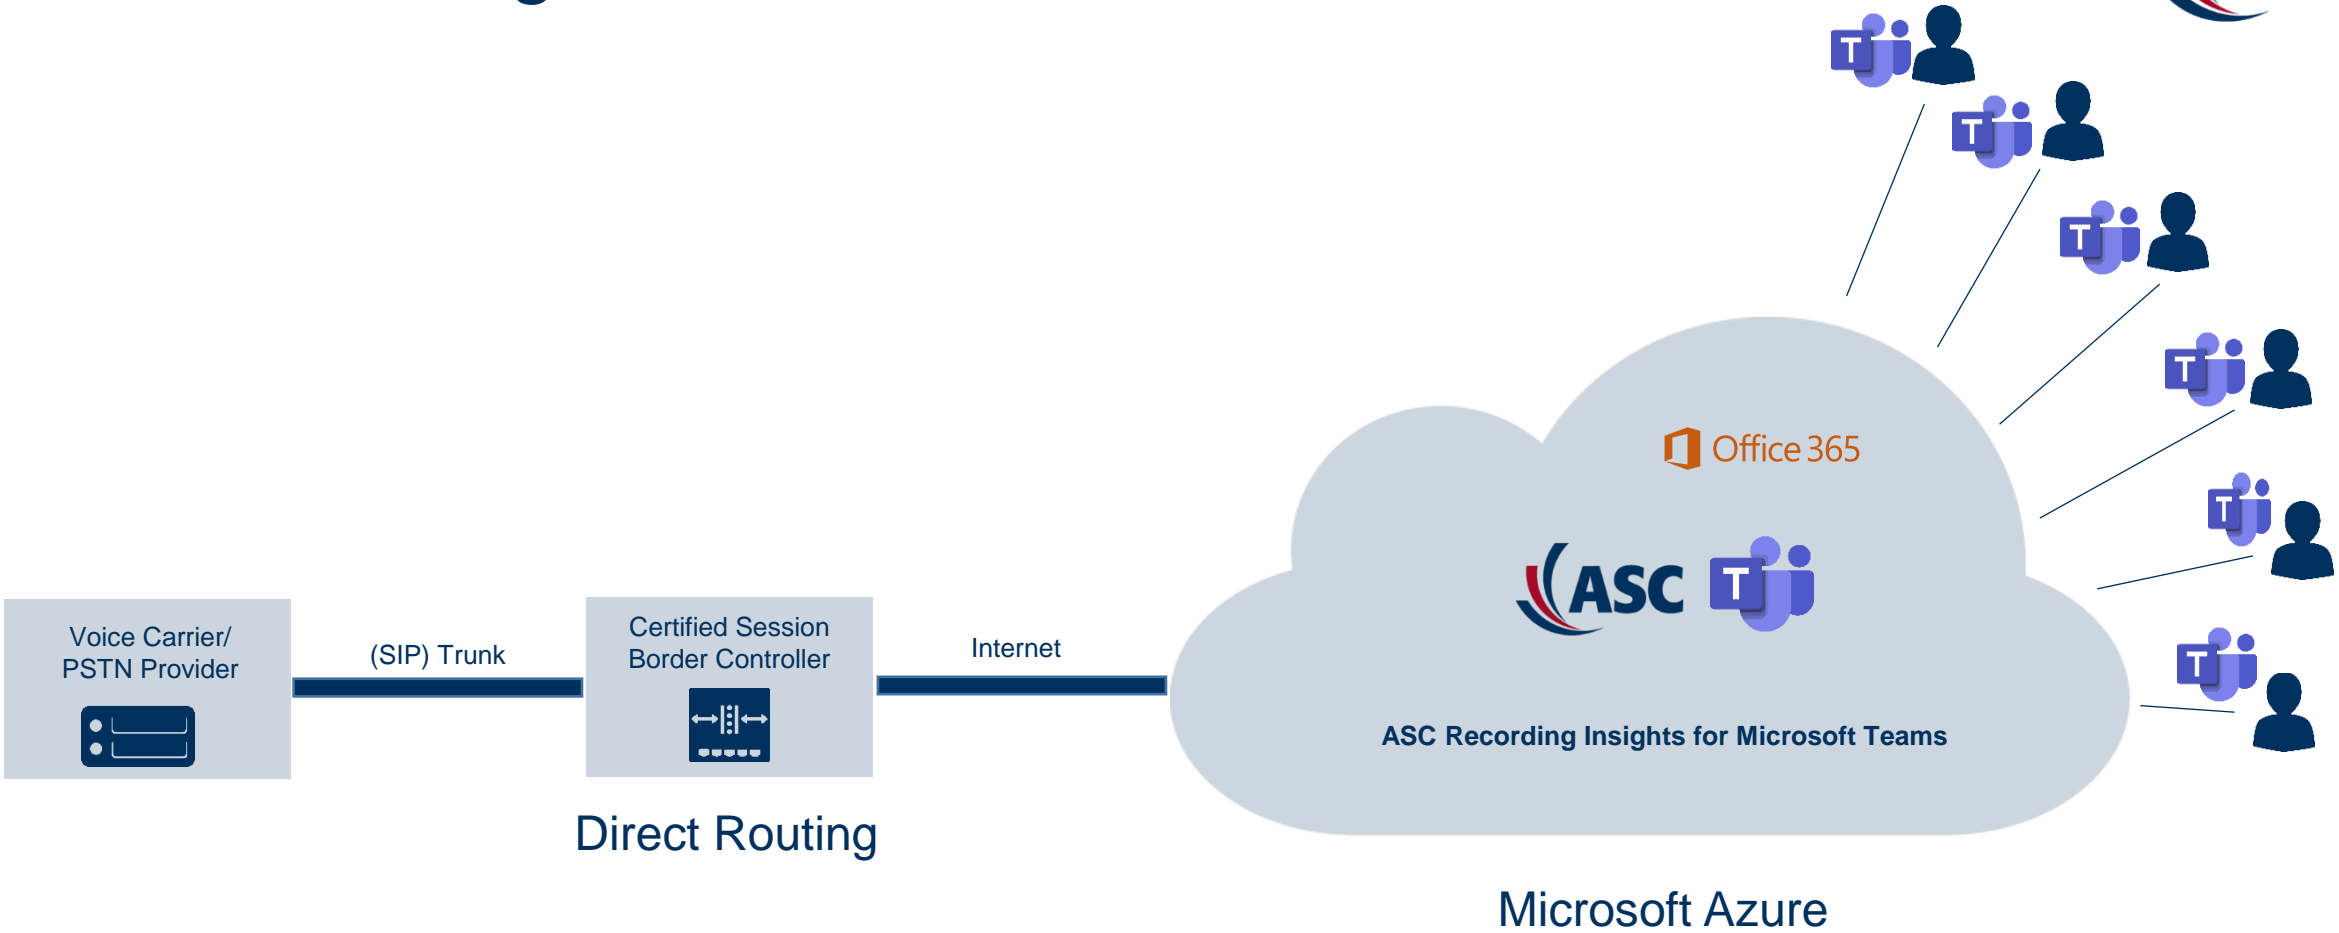 Office 365
ASC
Voice Carrier/
PSTN Provider
(SIP) Trunk
Certified Session
Border Controller
Internet
ASC Recording Insights for Microsoft Teams
Direct Routing
Microsoft Azure
T
T
T
T
T
T
T